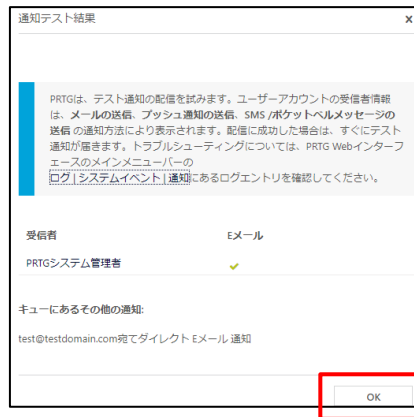 通知テスト結果
x
PRTGは、テスト通知の配信を試みます。ユーザーアカウントの受信者情報
は、メールの送信、プッシュ通知の送信、SMS /ポケットベルメッセージの
送信 の通知方法により表示されます。配信に成功した場合は、すぐにテスト
通知が届きます。トラブルシューティングについては、PRTG Webインターフ
ェースのメインメニューバーの
ログ | システムイベント | 通知にあるログエントリを確認してください。
受信者 Eメール
PRTGシステム管理者
キューにあるその他の通知:
test@testdomain.com宛てダイレクト Eメール 通知
OK